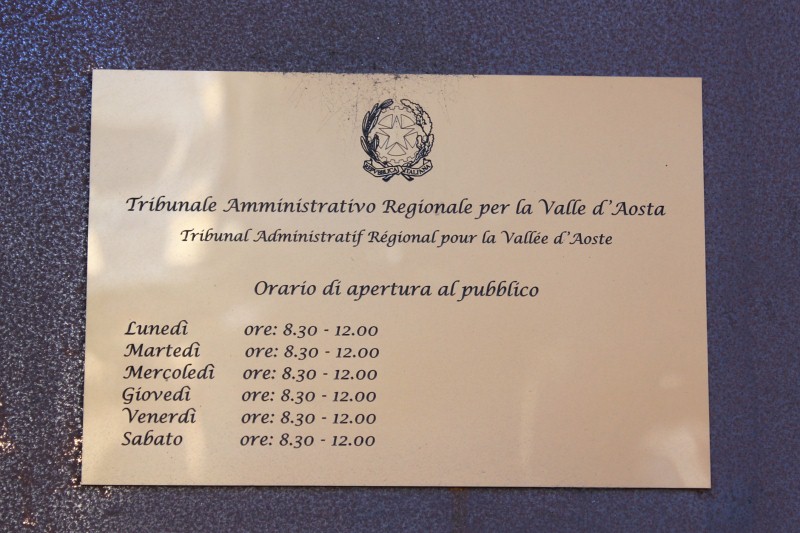 REPVBBLICA ITALIANA
Tribunale Amministrativo Regionale per la Valle d'Aosta
Tribunal Administratif Régional pour la Vallée d'Aoste
Orario di apertura al pubblico
Lunedì ore: 8.30 - 12.00
Martedì ore: 8.30 - 12.00
Mercoledì ore: 8.30 - 12.00
Giovedì ore: 8.30 - 12.00
Venerdì ore: 8.30 - 12.00
Sabato ore: 8.30 - 12.00